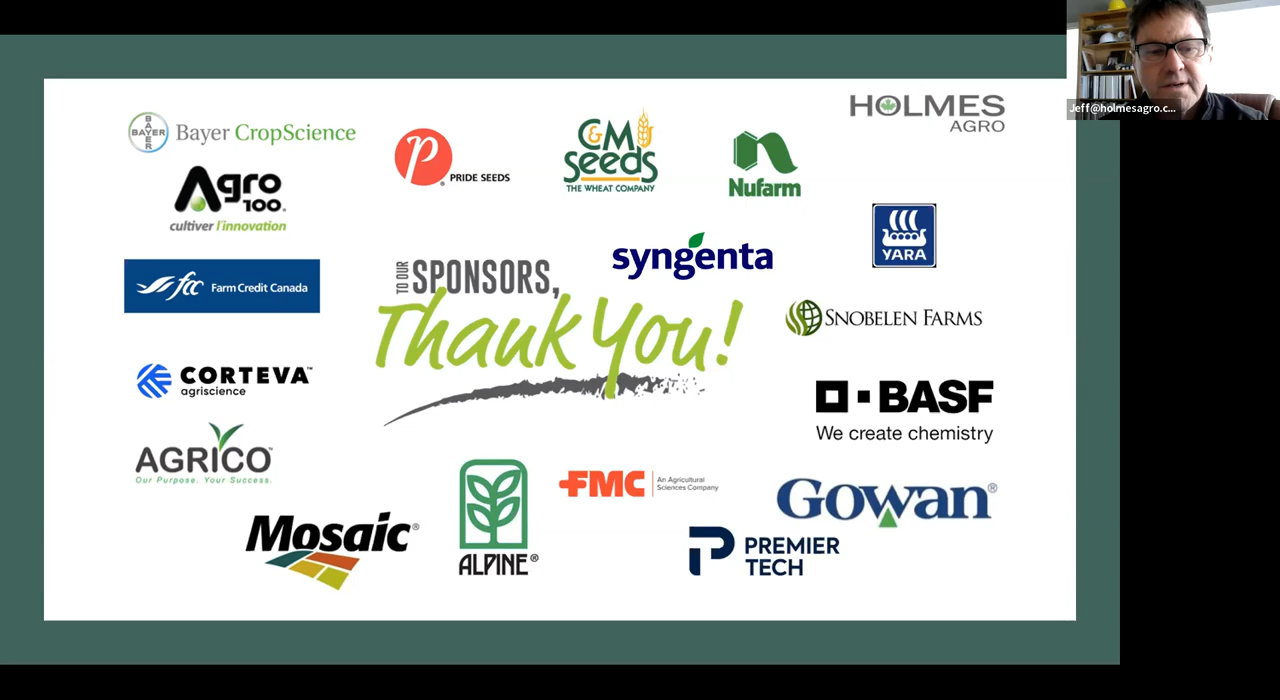 Jeff@holmesagro.c...
HOLMES
AGRO
BAYER
BAYER
Bayer CropScience
PRIDE SEEDS
C&M
seeds
THE WHEAT COMPANY
Nufarm
Agro
100
cultiver l'innovation
YARA
syngenta
fcc Farm Credit Canada
TO OUR SPONSORS,
Thank You!
SNOBELEN FARMS
CORTEVA™
agriscience
BASF
We create chemistry
AGRICO™
Our Purpose. Your Success.
FMC An Agricultural
Sciences Company
GOWAN®
Mosaic®
ALPINE®
PREMIER
TECH